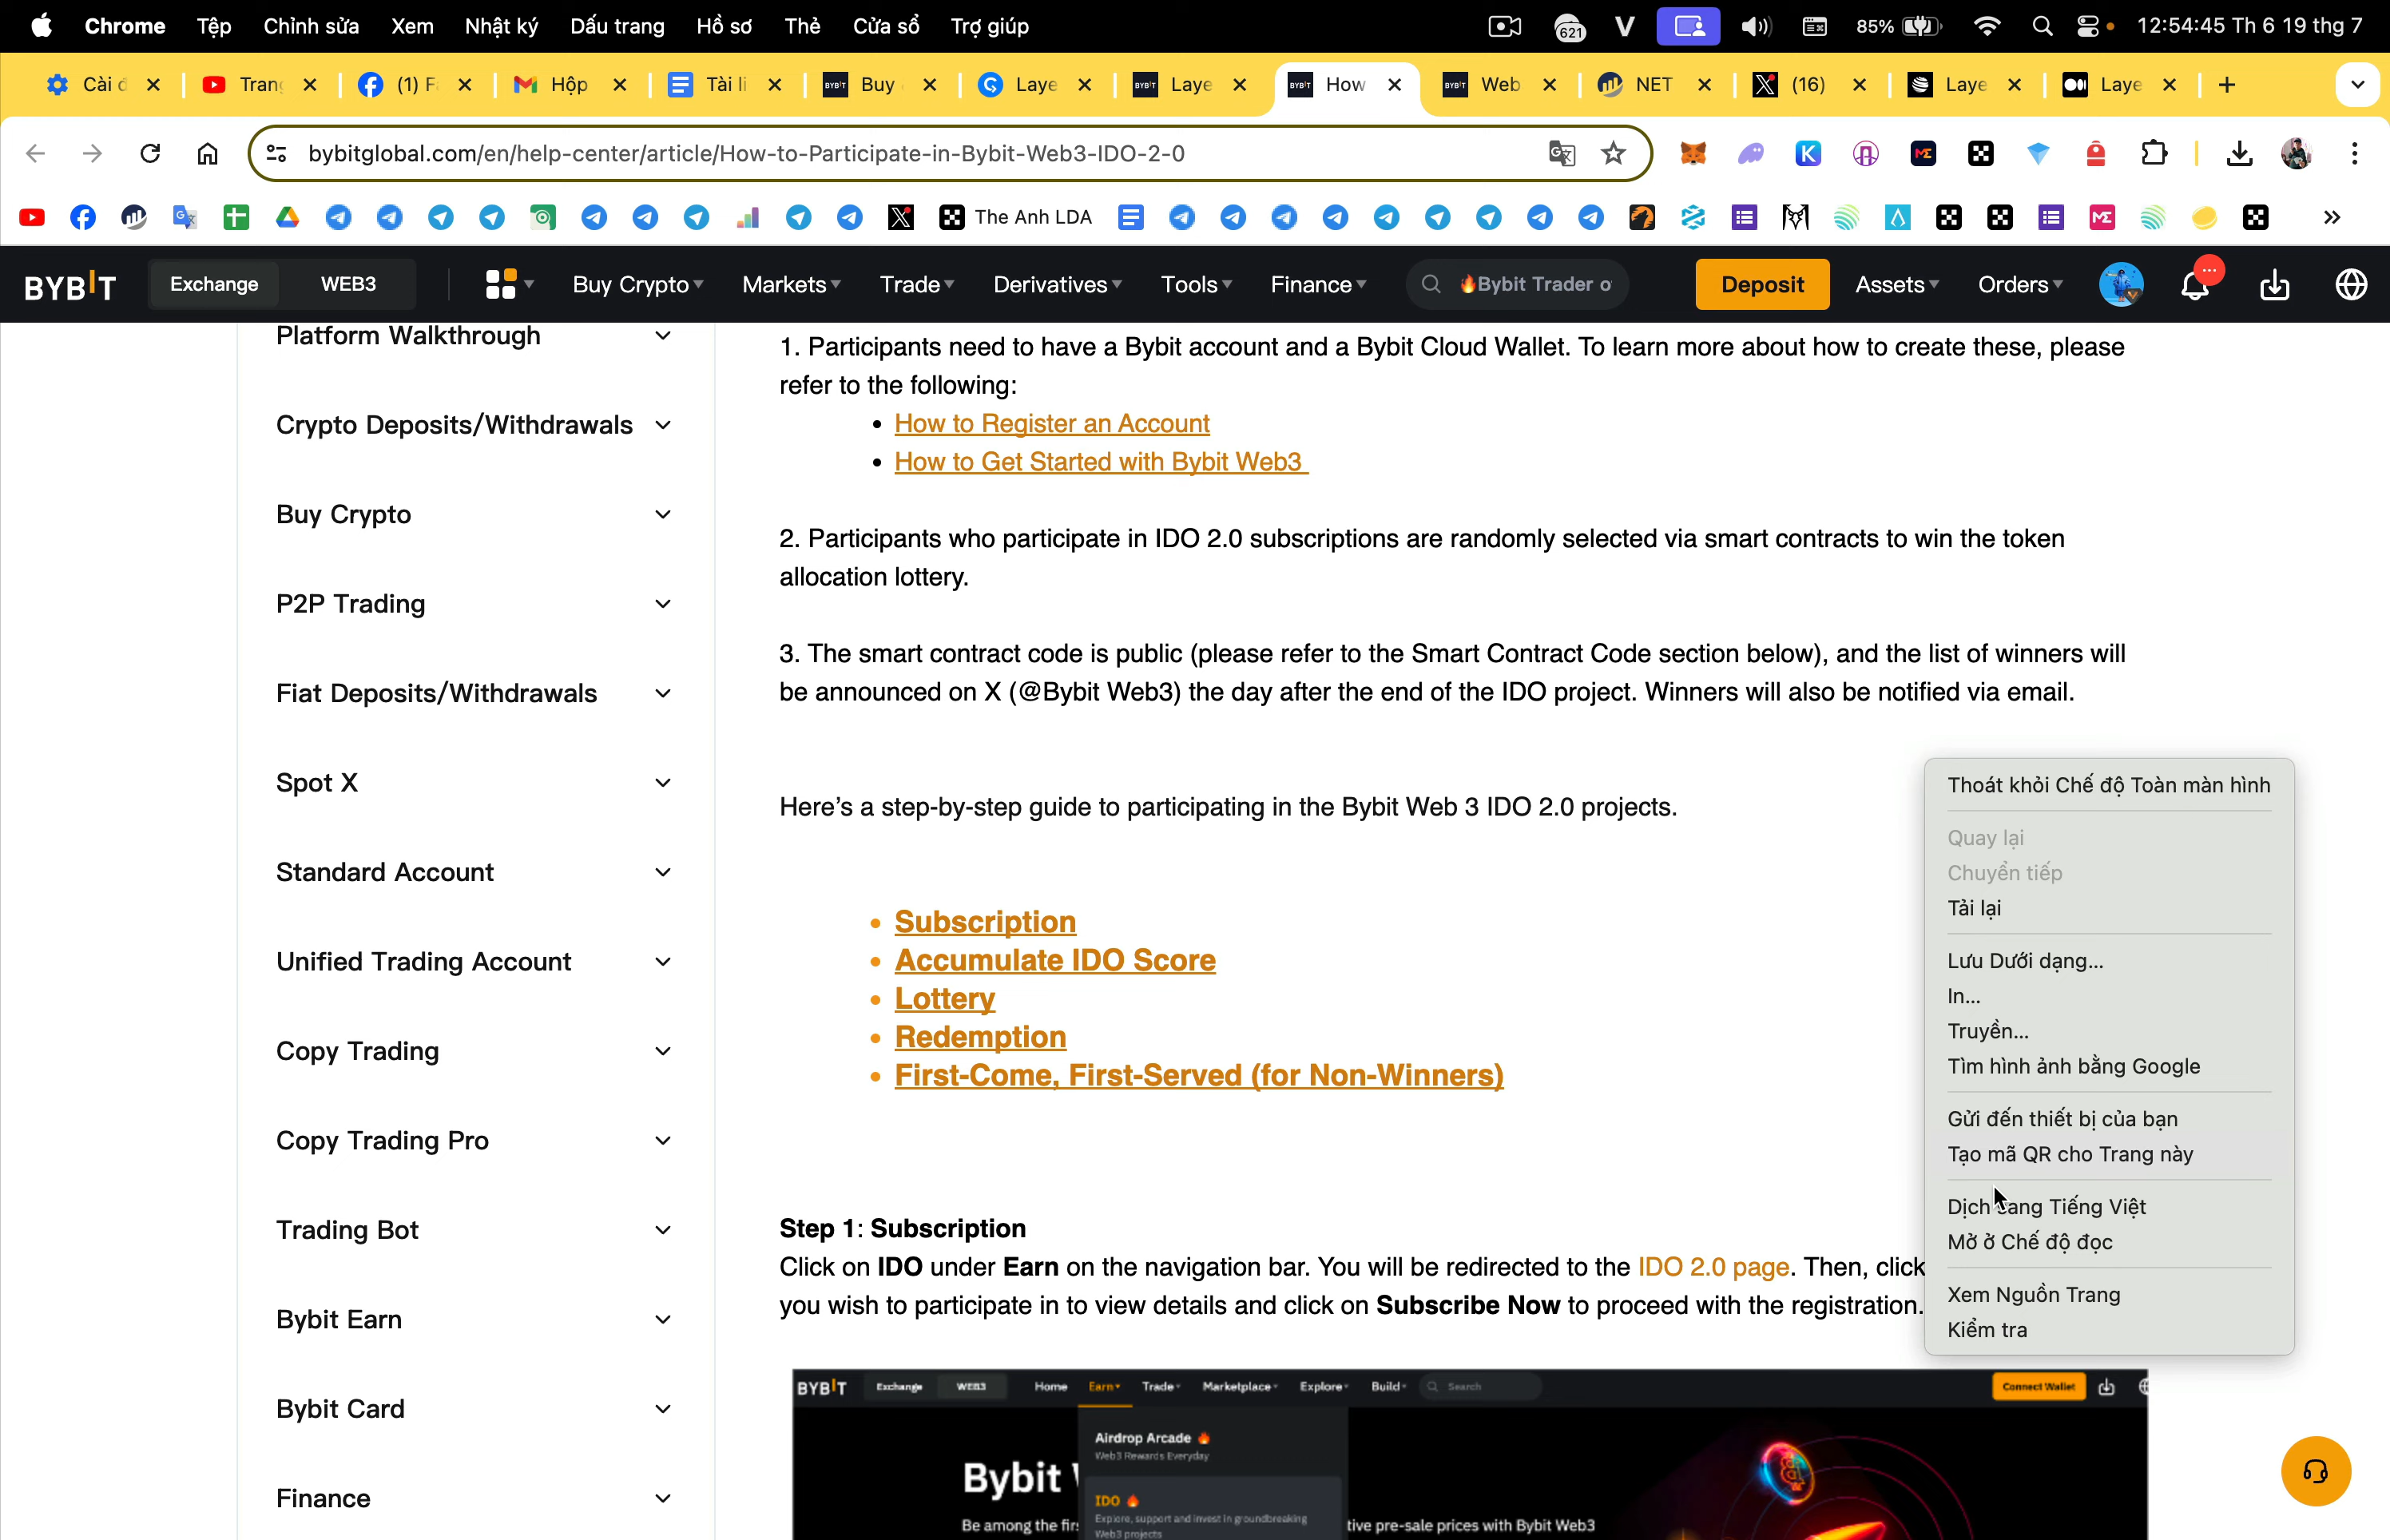 Chrome Tệp Chỉnh sửa Xem Nhật ký Dấu trang Hồ sơ Thẻ Cửa sổ Trợ giúp 621 V 85% 12:54:45 Th 6 19 thg 7
Cài đ Trang (1) F Hộp Tài li Buy Laye Laye How Web NET (16) Laye Laye
bybitglobal.com/en/help-center/article/How-to-Participate-in-Bybit-Web3-IDO-2-0
The Anh LDA
BYBIT Exchange WEB3 Buy Crypto Markets Trade Derivatives Tools Finance 🔥Bybit Trader o Deposit Assets Orders
Platform Walkthrough
Crypto Deposits/Withdrawals
Buy Crypto
P2P Trading
Fiat Deposits/Withdrawals
Spot X
Standard Account
Unified Trading Account
Copy Trading
Copy Trading Pro
Trading Bot
Bybit Earn
Bybit Card
Finance
1. Participants need to have a Bybit account and a Bybit Cloud Wallet. To learn more about how to create these, please
refer to the following:
• How to Register an Account
• How to Get Started with Bybit Web3
2. Participants who participate in IDO 2.0 subscriptions are randomly selected via smart contracts to win the token
allocation lottery.
3. The smart contract code is public (please refer to the Smart Contract Code section below), and the list of winners will
be announced on X (@Bybit Web3) the day after the end of the IDO project. Winners will also be notified via email.
Here’s a step-by-step guide to participating in the Bybit Web 3 IDO 2.0 projects.
• Subscription
• Accumulate IDO Score
• Lottery
• Redemption
• First-Come, First-Served (for Non-Winners)
Step 1: Subscription
Click on IDO under Earn on the navigation bar. You will be redirected to the IDO 2.0 page. Then, click
you wish to participate in to view details and click on Subscribe Now to proceed with the registration.
Thoát khỏi Chế độ Toàn màn hình
Quay lại
Chuyển tiếp
Tải lại
Lưu Dưới dạng...
In...
Truyền...
Tìm hình ảnh bằng Google
Gửi đến thiết bị của bạn
Tạo mã QR cho Trang này
Dịch sang Tiếng Việt
Mở ở Chế độ đọc
Xem Nguồn Trang
Kiểm tra
BYBIT Exchange WEB3 Home Earn Trade Marketplace Explore Build Search Connect Wallet
Airdrop Arcade 🔥
Web3 Rewards Everyday
Bybit
IDO 🔥
Explore, support and invest in groundbreaking
Web3 projects
Be among the firs tive pre-sale prices with Bybit Web3